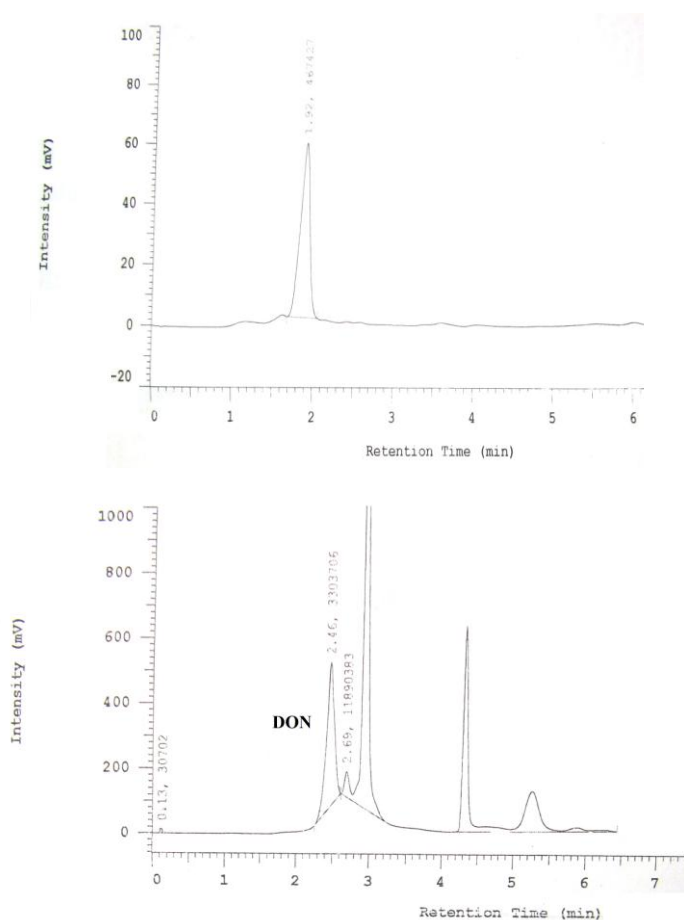 100
80
60
40
20
0
-20
Intensity (mV)
1.92, 467427
0 1 2 3 4 5 6
Retention Time (min)
1000
800
600
400
200
0
Intensity (mV)
0.13, 30702
DON
2.46, 3303706
2.69, 11890383
0 1 2 3 4 5 6 7
Retention Time (min)